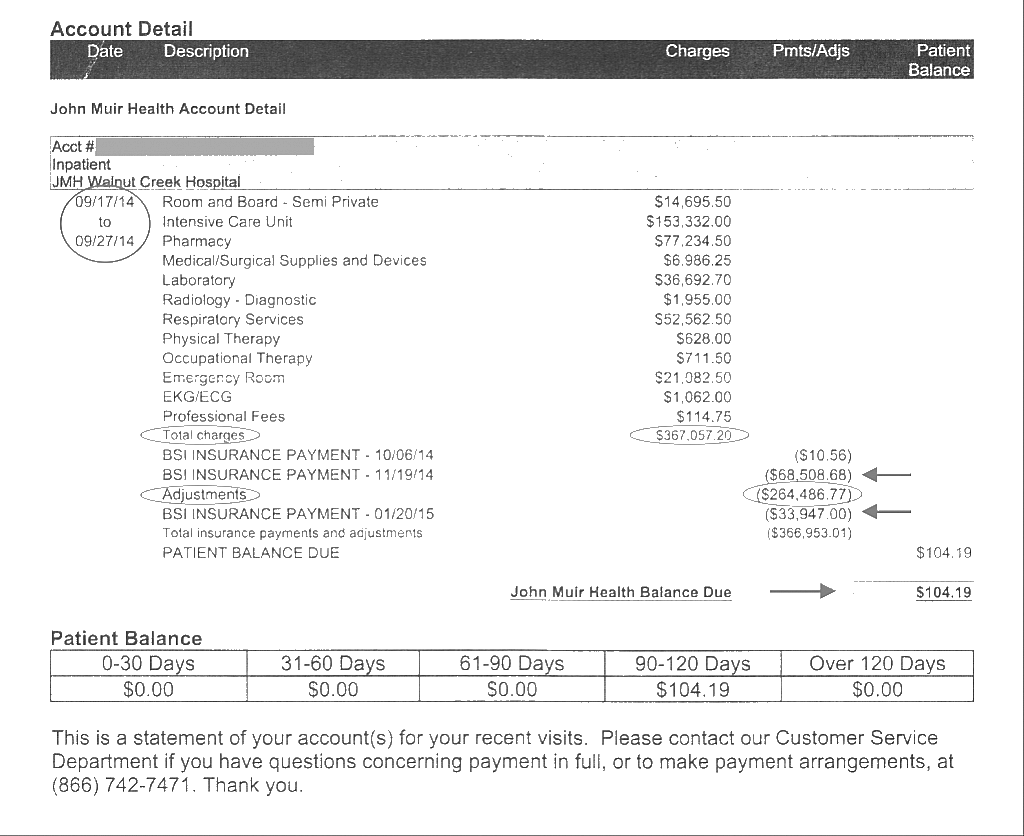 Account Detail
Date Description Charges Pmts/Adjs Patient Balance
John Muir Health Account Detail
Acct #
Inpatient
JMH Walnut Creek Hospital
09/17/14 Room and Board - Semi Private $14,695.50
to Intensive Care Unit $153,332.00
09/27/14 Pharmacy $77,234.50
Medical/Surgical Supplies and Devices $6,986.25
Laboratory $36,692.70
Radiology - Diagnostic $1,955.00
Respiratory Services $52,562.50
Physical Therapy $628.00
Occupational Therapy $711.50
Emergency Room $21,082.50
EKG/ECG $1,062.00
Professional Fees $114.75
Total charges $367,057.20
BSI INSURANCE PAYMENT - 10/06/14 ($10.56)
BSI INSURANCE PAYMENT - 11/19/14 ($68,508.68)
Adjustments ($264,486.77)
BSI INSURANCE PAYMENT - 01/20/15 ($33,947.00)
Total insurance payments and adjustments ($366,953.01)
PATIENT BALANCE DUE $104.19
John Muir Health Balance Due $104.19
Patient Balance
0-30 Days 31-60 Days 61-90 Days 90-120 Days Over 120 Days
$0.00 $0.00 $0.00 $104.19 $0.00
This is a statement of your account(s) for your recent visits. Please contact our Customer Service
Department if you have questions concerning payment in full, or to make payment arrangements, at
(866) 742-7471. Thank you.